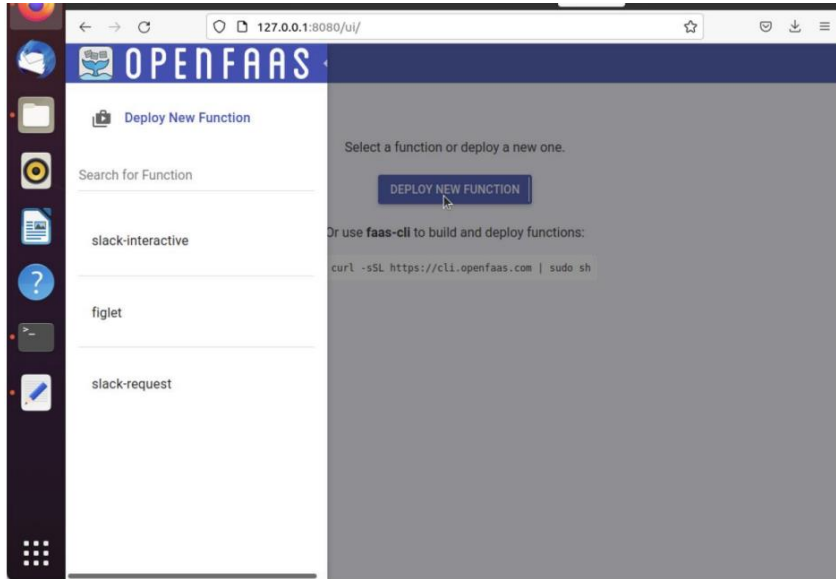 127.0.0.1:8080/ui/
OPENFAAS
Deploy New Function
Search for Function
slack-interactive
figlet
slack-request
Select a function or deploy a new one.
DEPLOY NEW FUNCTION
Or use faas-cli to build and deploy functions:
curl -sSL https://cli.openfaas.com | sudo sh